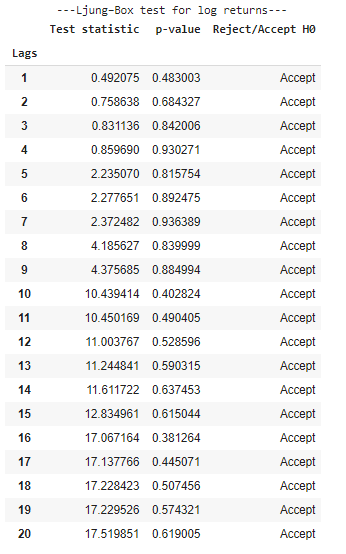 ---Ljung-Box test for log returns---
Test statistic p-value Reject/Accept H0
Lags
1 0.492075 0.483003 Accept
2 0.758638 0.684327 Accept
3 0.831136 0.842006 Accept
4 0.859690 0.930271 Accept
5 2.235070 0.815754 Accept
6 2.277651 0.892475 Accept
7 2.372482 0.936389 Accept
8 4.185627 0.839999 Accept
9 4.375685 0.884994 Accept
10 10.439414 0.402824 Accept
11 10.450169 0.490405 Accept
12 11.003767 0.528596 Accept
13 11.244841 0.590315 Accept
14 11.611722 0.637453 Accept
15 12.834961 0.615044 Accept
16 17.067164 0.381264 Accept
17 17.137766 0.445071 Accept
18 17.228423 0.507456 Accept
19 17.229526 0.574321 Accept
20 17.519851 0.619005 Accept